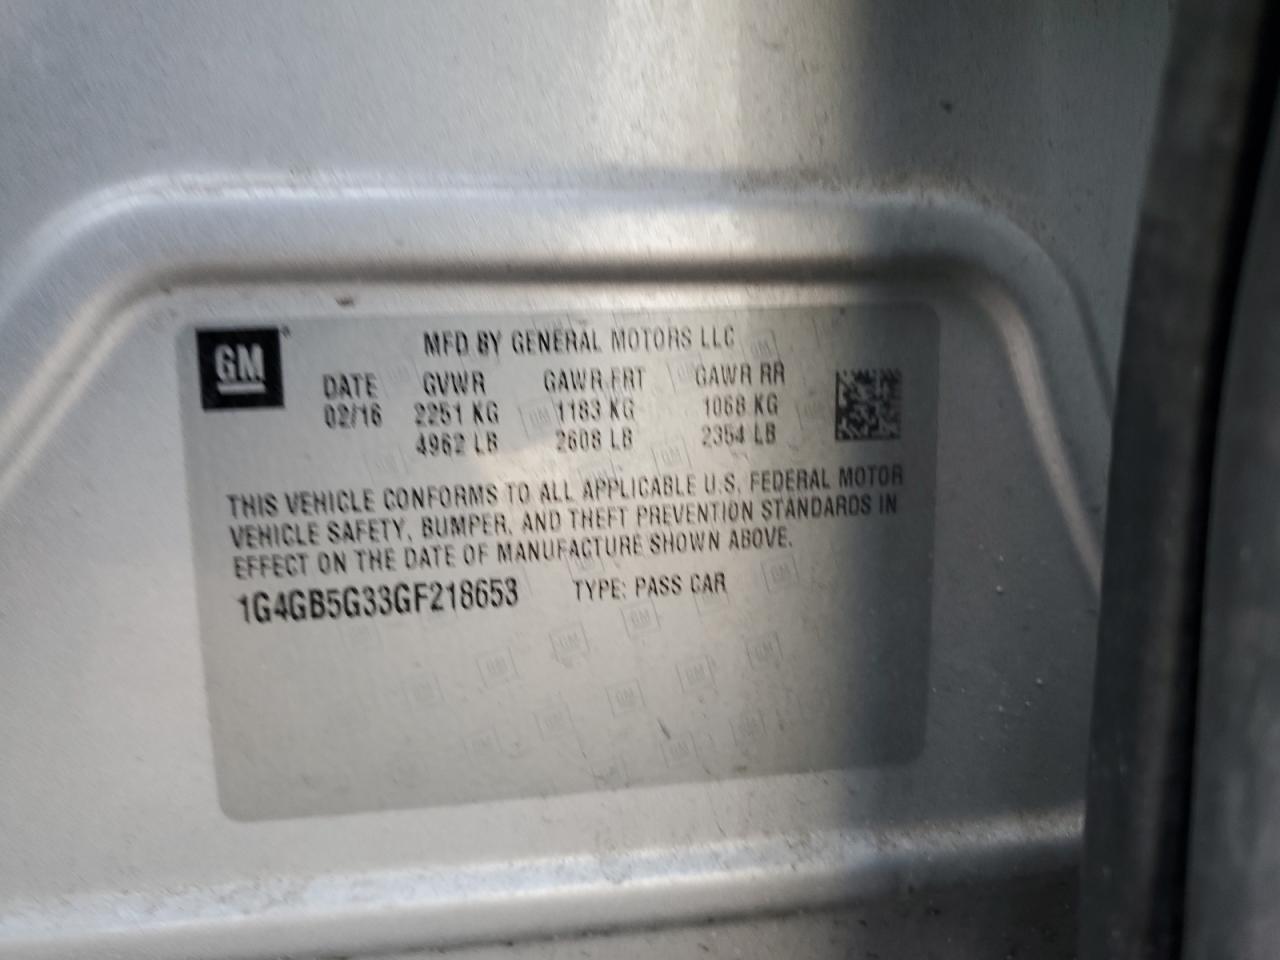 GM
MFD BY GENERAL MOTORS LLC
DATE GVWR GAWR FRT GAWR RR
02/16 2251 KG 1183 KG 1068 KG
4962 LB 2608 LB 2354 LB
THIS VEHICLE CONFORMS TO ALL APPLICABLE U.S. FEDERAL MOTOR
VEHICLE SAFETY, BUMPER, AND THEFT PREVENTION STANDARDS IN
EFFECT ON THE DATE OF MANUFACTURE SHOWN ABOVE.
1G4GB5G33GF218653 TYPE: PASS CAR